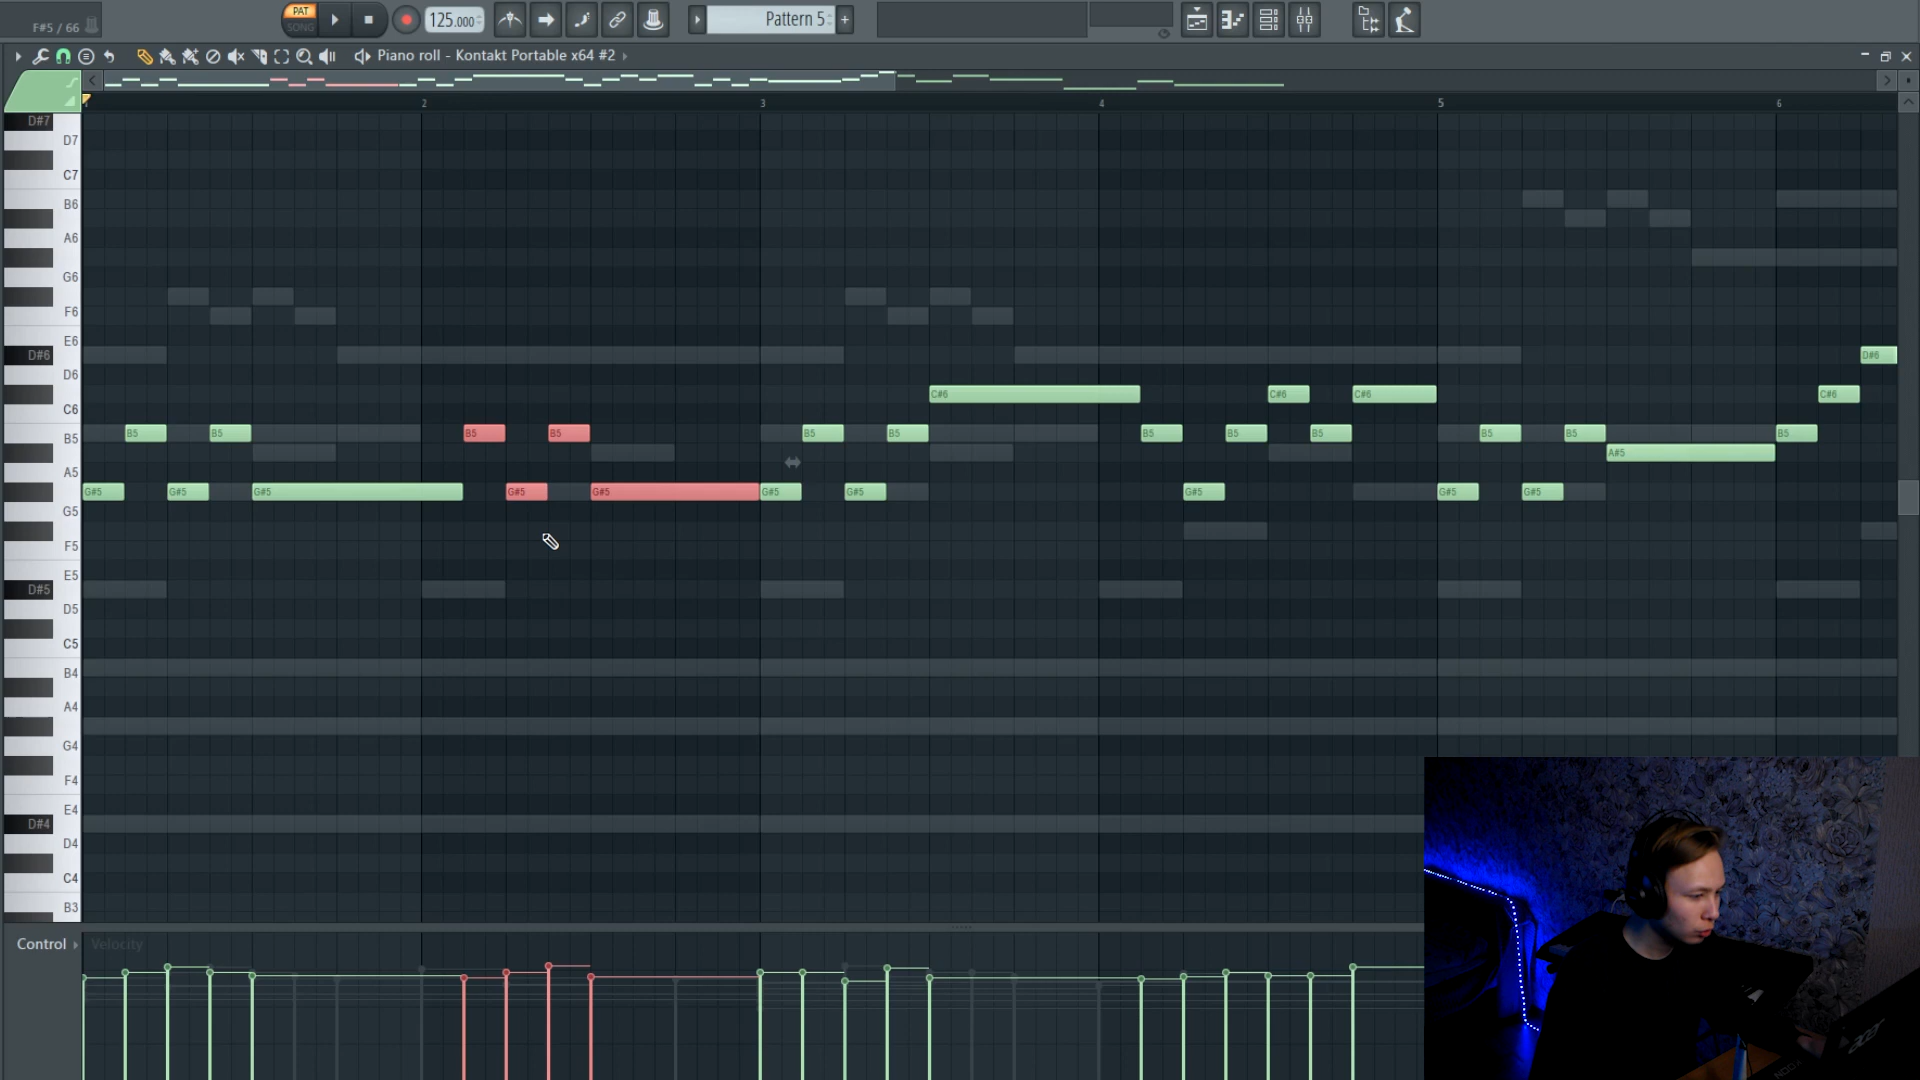 PAT
SONG
F#5 / 66
125.000
Pattern 5
Piano roll - Kontakt Portable x64 #2
2 3 4 5 6
D#7
D7
C7
B6
A6
G6
F6
E6
D#6 D#6
D6
C#6 C#6 C#6 C#6
C6
B5 B5 B5 B5 B5 B5 B5 B5 B5 B5 B5 B5 B5
B5
A#5
A5
G#5 G#5 G#5 G#5 G#5 G#5 G#5 G#5 G#5 G#5
G5
F5
E5
D#5
D5
C5
B4
A4
G4
F4
E4
D#4
D4
C4
B3
Control Velocity
acer